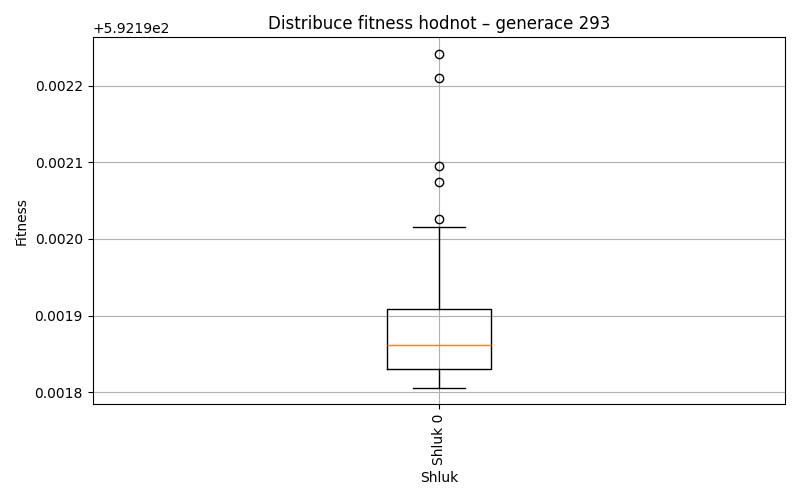 Distribuce fitness hodnot – generace 293
+5.9219e2
0.0022
0.0021
0.0020
0.0019
0.0018
Fitness
Shluk 0
Shluk